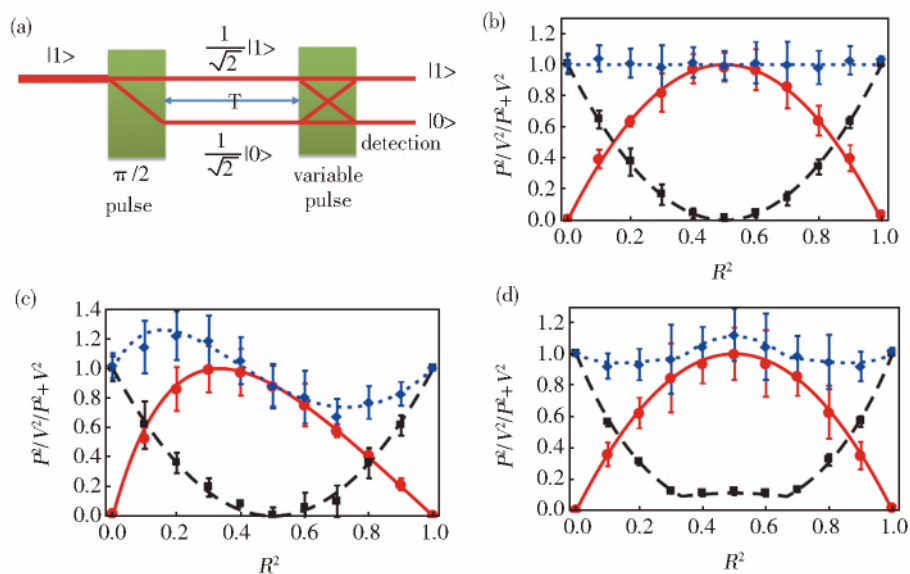 (a)
|1>
1/√2 |1>
|1>
T
|0>
1/√2 |0>
detection
π/2
pulse
variable
pulse
(b)
P²/V²/P²+V²
1.2
1.0
0.8
0.6
0.4
0.2
0.0
0.0 0.2 0.4 0.6 0.8 1.0
R²
(c)
P²/V²/P²+V²
1.4
1.2
1.0
0.8
0.6
0.4
0.2
0.0
0.0 0.2 0.4 0.6 0.8 1.0
R²
(d)
P²/V²/P²+V²
1.2
1.0
0.8
0.6
0.4
0.2
0.0
0.0 0.2 0.4 0.6 0.8 1.0
R²